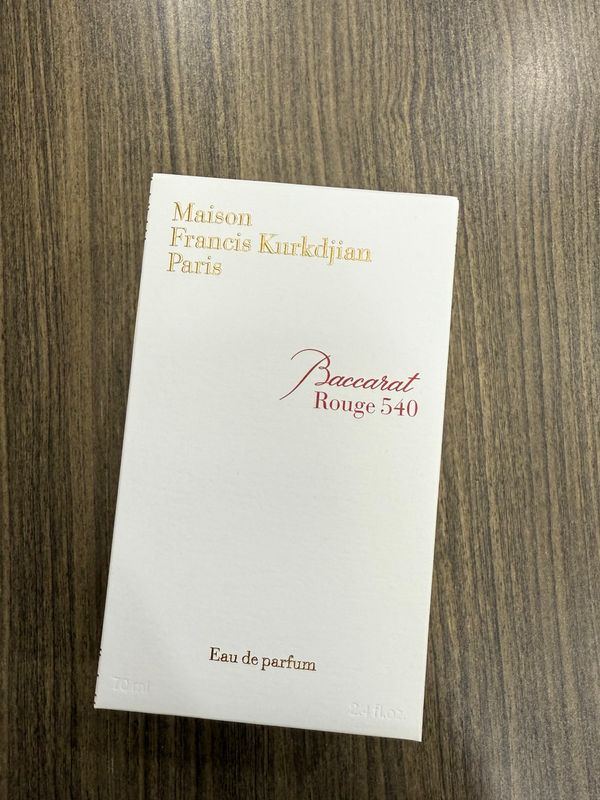 Maison
Francis Kurkdjian
Paris
Baccarat
Rouge 540
Eau de parfum
70 ml
2.4 fl.oz.